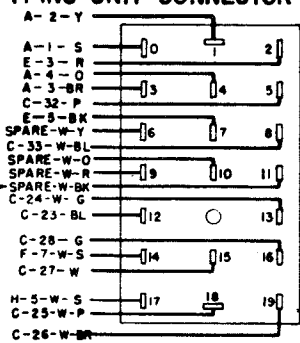 UNIT CONNECTOR
A-2-Y
1
A-1-S 0 2
E-3-R
A-4-O
A-3-BR 3 4 5
C-32-P
E-5-BK
SPARE-W-Y 6 7 8
C-33-W-BL
SPARE-W-O
SPARE-W-R 9 10 11
SPARE-W-BK
C-24-W-G
C-23-BL 12 13
C-28-G
F-7-W-S 14 15 16
C-27-W
H-5-W-S 17 18 19
C-25-W-P
C-26-W-BR